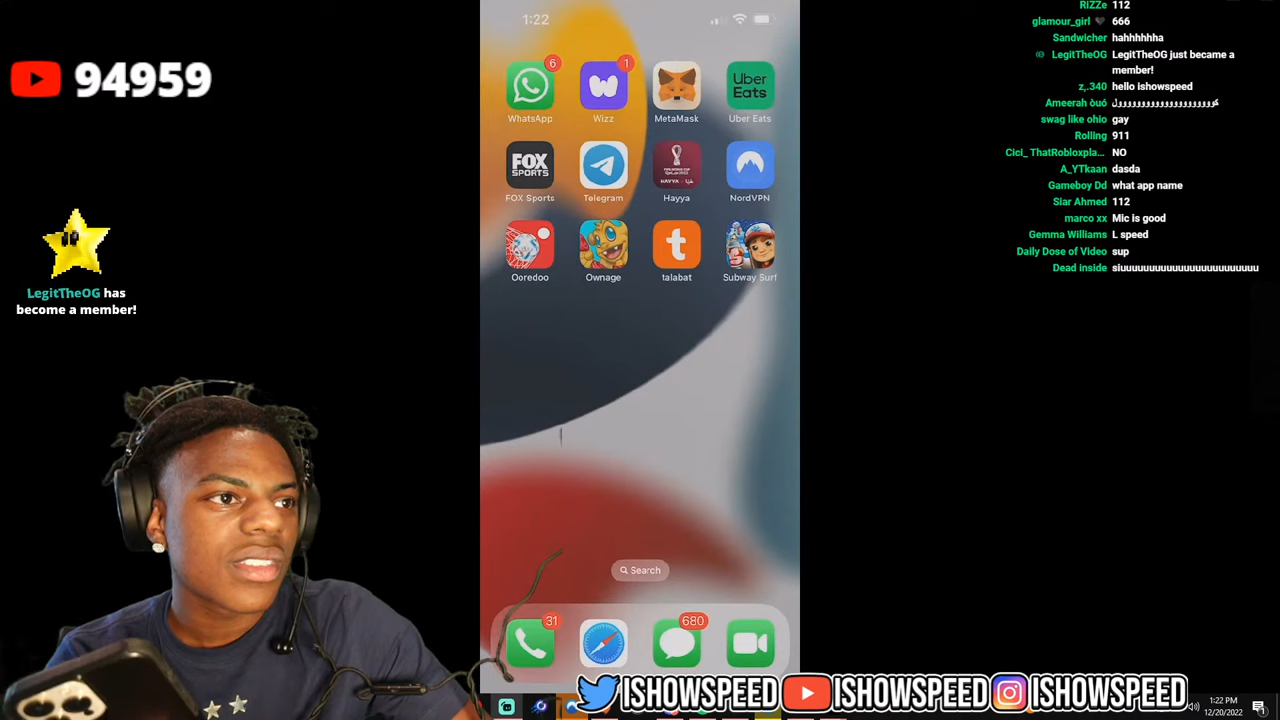 94959
LegitTheOG has
become a member!
1:22
6
1
WhatsApp
Wizz
MetaMask
Uber
Eats
Uber Eats
FOX
SPORTS
FOX Sports
Telegram
Hayya
NordVPN
Ooredoo
Ownage
t
talabat
Subway Surf
Search
31
680
RIZZe 112
glamour_girl 666
Sandwicher hahhhhhha
LegitTheOG LegitTheOG just became a
member!
z,.340 hello ishowspeed
swag like ohio gay
Rolling 911
Cici_ ThatRobloxpla... NO
A_YTkaan dasda
Gameboy Dd what app name
Siar Ahmed 112
marco xx Mic is good
Gemma Williams L speed
Daily Dose of Video sup
Dead inside siuuuuuuuuuuuuuuuuuuuuuuuu
ISHOWSPEED ISHOWSPEED ISHOWSPEED
1:22 PM
12/20/2022